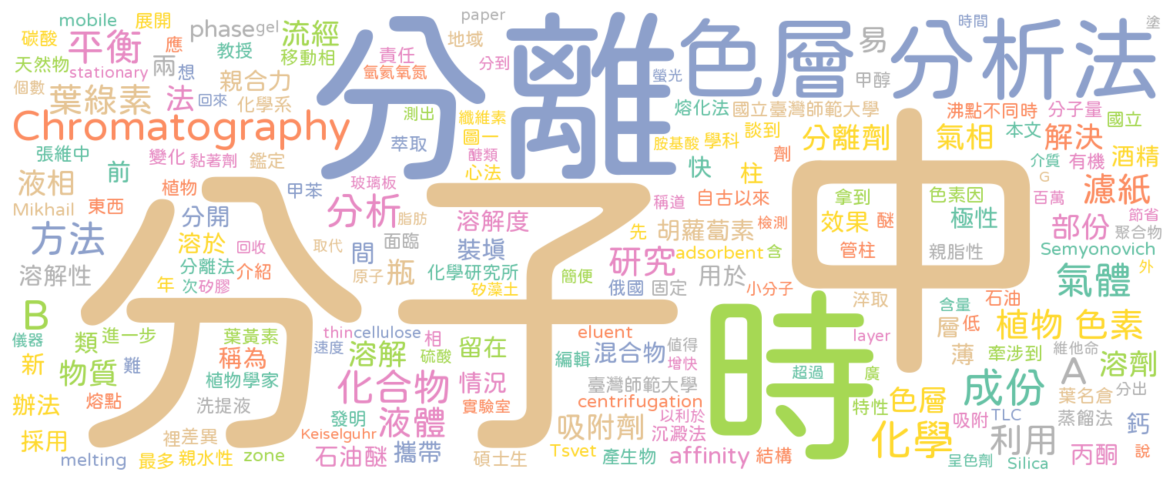 mobile 展開 paper 時間 塗
碳酸 平衡 應 phase gel 流經 地域 分到 易
天然物 教授 移動相 責任 螢光 甲醇
stationary 兩 想 氫氦氧氮
分離 色層 分析法
個數 葉綠素 法 回來 親合力 化學系 測出 纖維素 熔化法 國立臺灣師範大學 沸點不同時 分子量
Chromatography 萃取 圖一 胺基酸 學科 談到 分離劑 氣相 本文 解決 國立
張維中 變化 黏著劑 鑑定 醣類 心法 快 柱 劑 介質 有機 酒精
液相 前 植物 甲苯 玻璃板 稱道 自古以來 拿到 色素因 G 百萬 濾紙
Mikhail 東西 分開 分析 脂肪 溶解度 胡蘿蔔素 檢測 效果 醚 極性 部份 節省
分子 中 時
方法 溶於 回收 間 取代 面臨 裝塡 先 adsorbent 含 管柱 親脂性 聚合物
溶解性 分離法 介紹 原子 瓶 化學研究所 簡便 研究 用於 Semyonovich
年 次 矽膠 矽藻土 俄國 固定 小分子 淬取 含量 石油 氣體 外
B 進一步 葉黃素 thin cellulose 相 eluent layer 層 低 植物 色素
儀器 類 稱為 速度 溶解 硫酸 留在 編輯 混合物 值得 薄 牽涉到 維他命
新 物質 難 植物學家 增快 超過 廣 A 溶劑
熔點 洗提液 化合物 情況 臺灣師範大學 特性 成份 葉名倉 分出
辦法 發明 液體 實驗室 centrifugation 色層 蒸餾法
採用 裡 差異 Keiselguhr 吸附劑 以利於 沉澱法 化學 吸附 TLC 利用 鈣
melting 最多 親水性 zone 石油醚 攜帶 碩士生 Tsvet 產生物 affinity 結構 呈色劑 Silica 丙酮 說